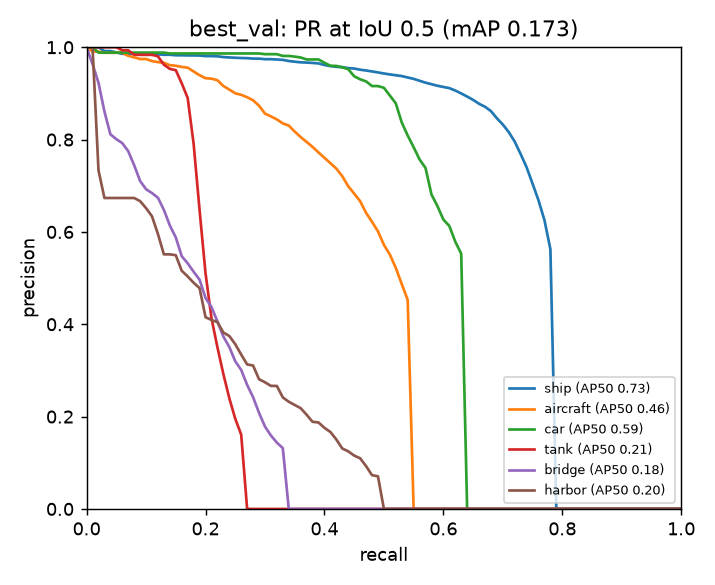 best_val: PR at IoU 0.5 (mAP 0.173)
1.0
0.8
0.6
0.4
0.2
0.0
precision
0.0 0.2 0.4 0.6 0.8 1.0
recall
ship (AP50 0.73)
aircraft (AP50 0.46)
car (AP50 0.59)
tank (AP50 0.21)
bridge (AP50 0.18)
harbor (AP50 0.20)